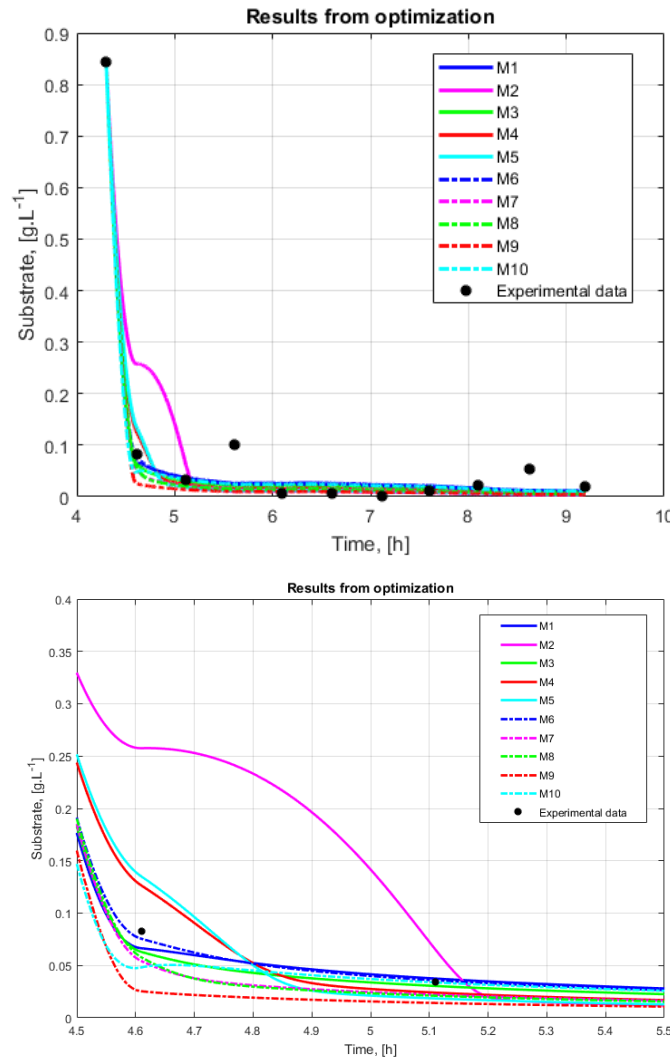 Results from optimization
0.9
0.8
0.7
0.6
0.5
0.4
0.3
0.2
0.1
0
Substrate, [g.L-1]
M1
M2
M3
M4
M5
M6
M7
M8
M9
M10
Experimental data
4 5 6 7 8 9 10
Time, [h]
Results from optimization
0.4
0.35
0.3
0.25
0.2
0.15
0.1
0.05
0
Substrate, [g.L-1]
M1
M2
M3
M4
M5
M6
M7
M8
M9
M10
Experimental data
4.5 4.6 4.7 4.8 4.9 5 5.1 5.2 5.3 5.4 5.5
Time, [h]